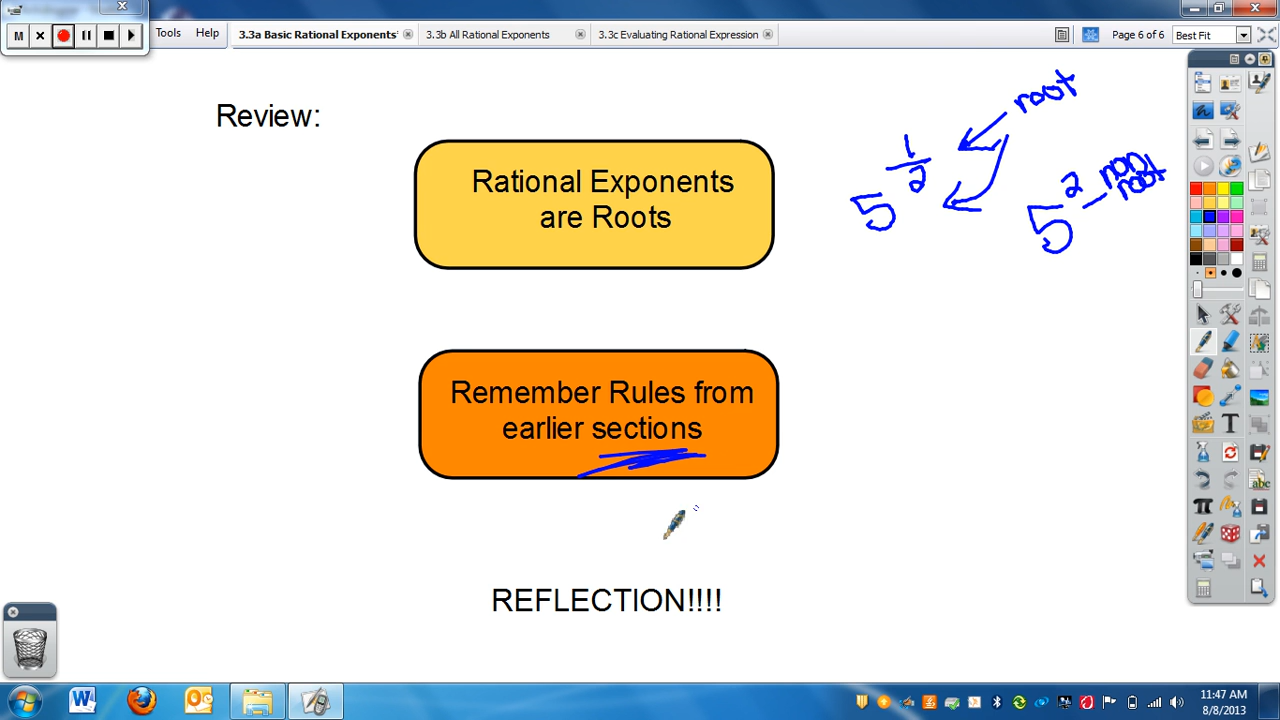 M
Tools Help
3.3a Basic Rational Exponents* 3.3b All Rational Exponents 3.3c Evaluating Rational Expression
Page 6 of 6 Best Fit
Review:
Rational Exponents
are Roots
root
5^1/2
5^2 non
root
Remember Rules from
earlier sections
REFLECTION!!!!
11:47 AM
8/8/2013